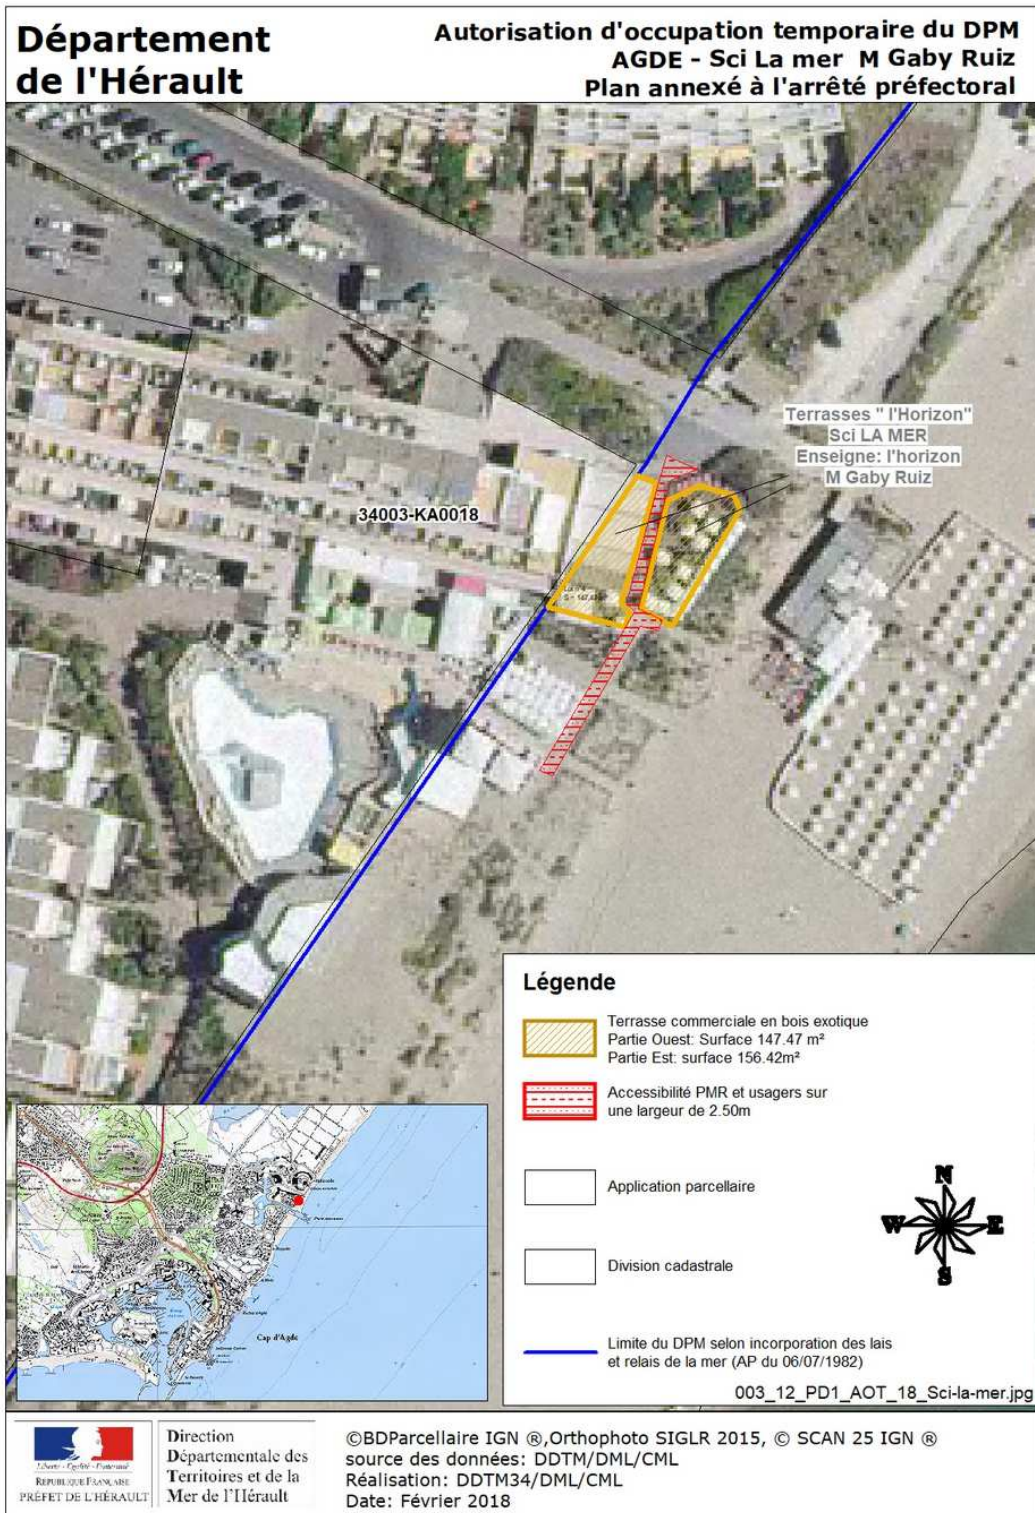 Département
de l'Hérault
Autorisation d'occupation temporaire du DPM
AGDE - Sci La mer M Gaby Ruiz
Plan annexé à l'arrêté préfectoral
Terrasses " l'Horizon"
Sci LA MER
Enseigne: l'horizon
M Gaby Ruiz
34003-KA0018
Légende
Terrasse commerciale en bois exotique
Partie Ouest: Surface 147.47 m²
Partie Est: surface 156.42m²
Accessibilité PMR et usagers sur
une largeur de 2.50m
Application parcellaire
Division cadastrale
N
W E
S
Limite du DPM selon incorporation des lais
et relais de la mer (AP du 06/07/1982)
003_12_PD1_AOT_18_Sci-la-mer.jpg
Cap d'Agde
Liberté • Égalité • Fraternité
RÉPUBLIQUE FRANÇAISE
PRÉFET DE L'HÉRAULT
Direction
Départementale des
Territoires et de la
Mer de l'Hérault
©BDParcellaire IGN ®,Orthophoto SIGLR 2015, © SCAN 25 IGN ®
source des données: DDTM/DML/CML
Réalisation: DDTM34/DML/CML
Date: Février 2018